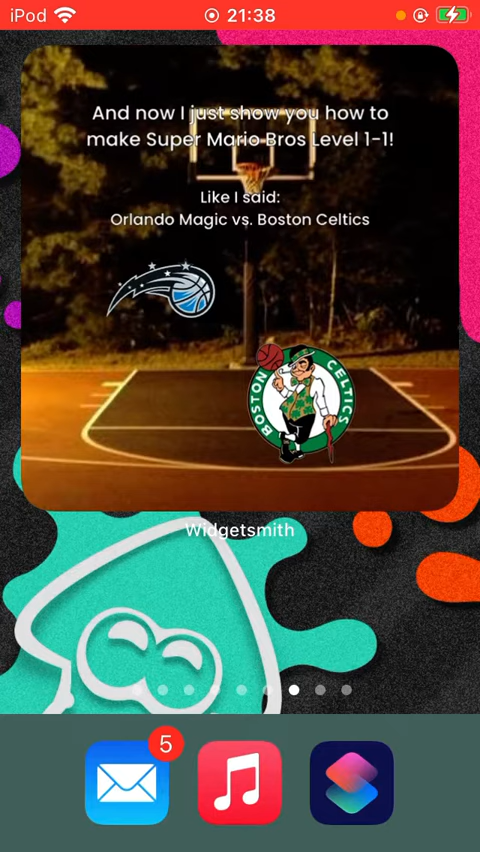 iPod 21:38
And now I just show you how to
make Super Mario Bros Level 1-1!
Like I said:
Orlando Magic vs. Boston Celtics
BOSTON CELTICS
Widgetsmith
5